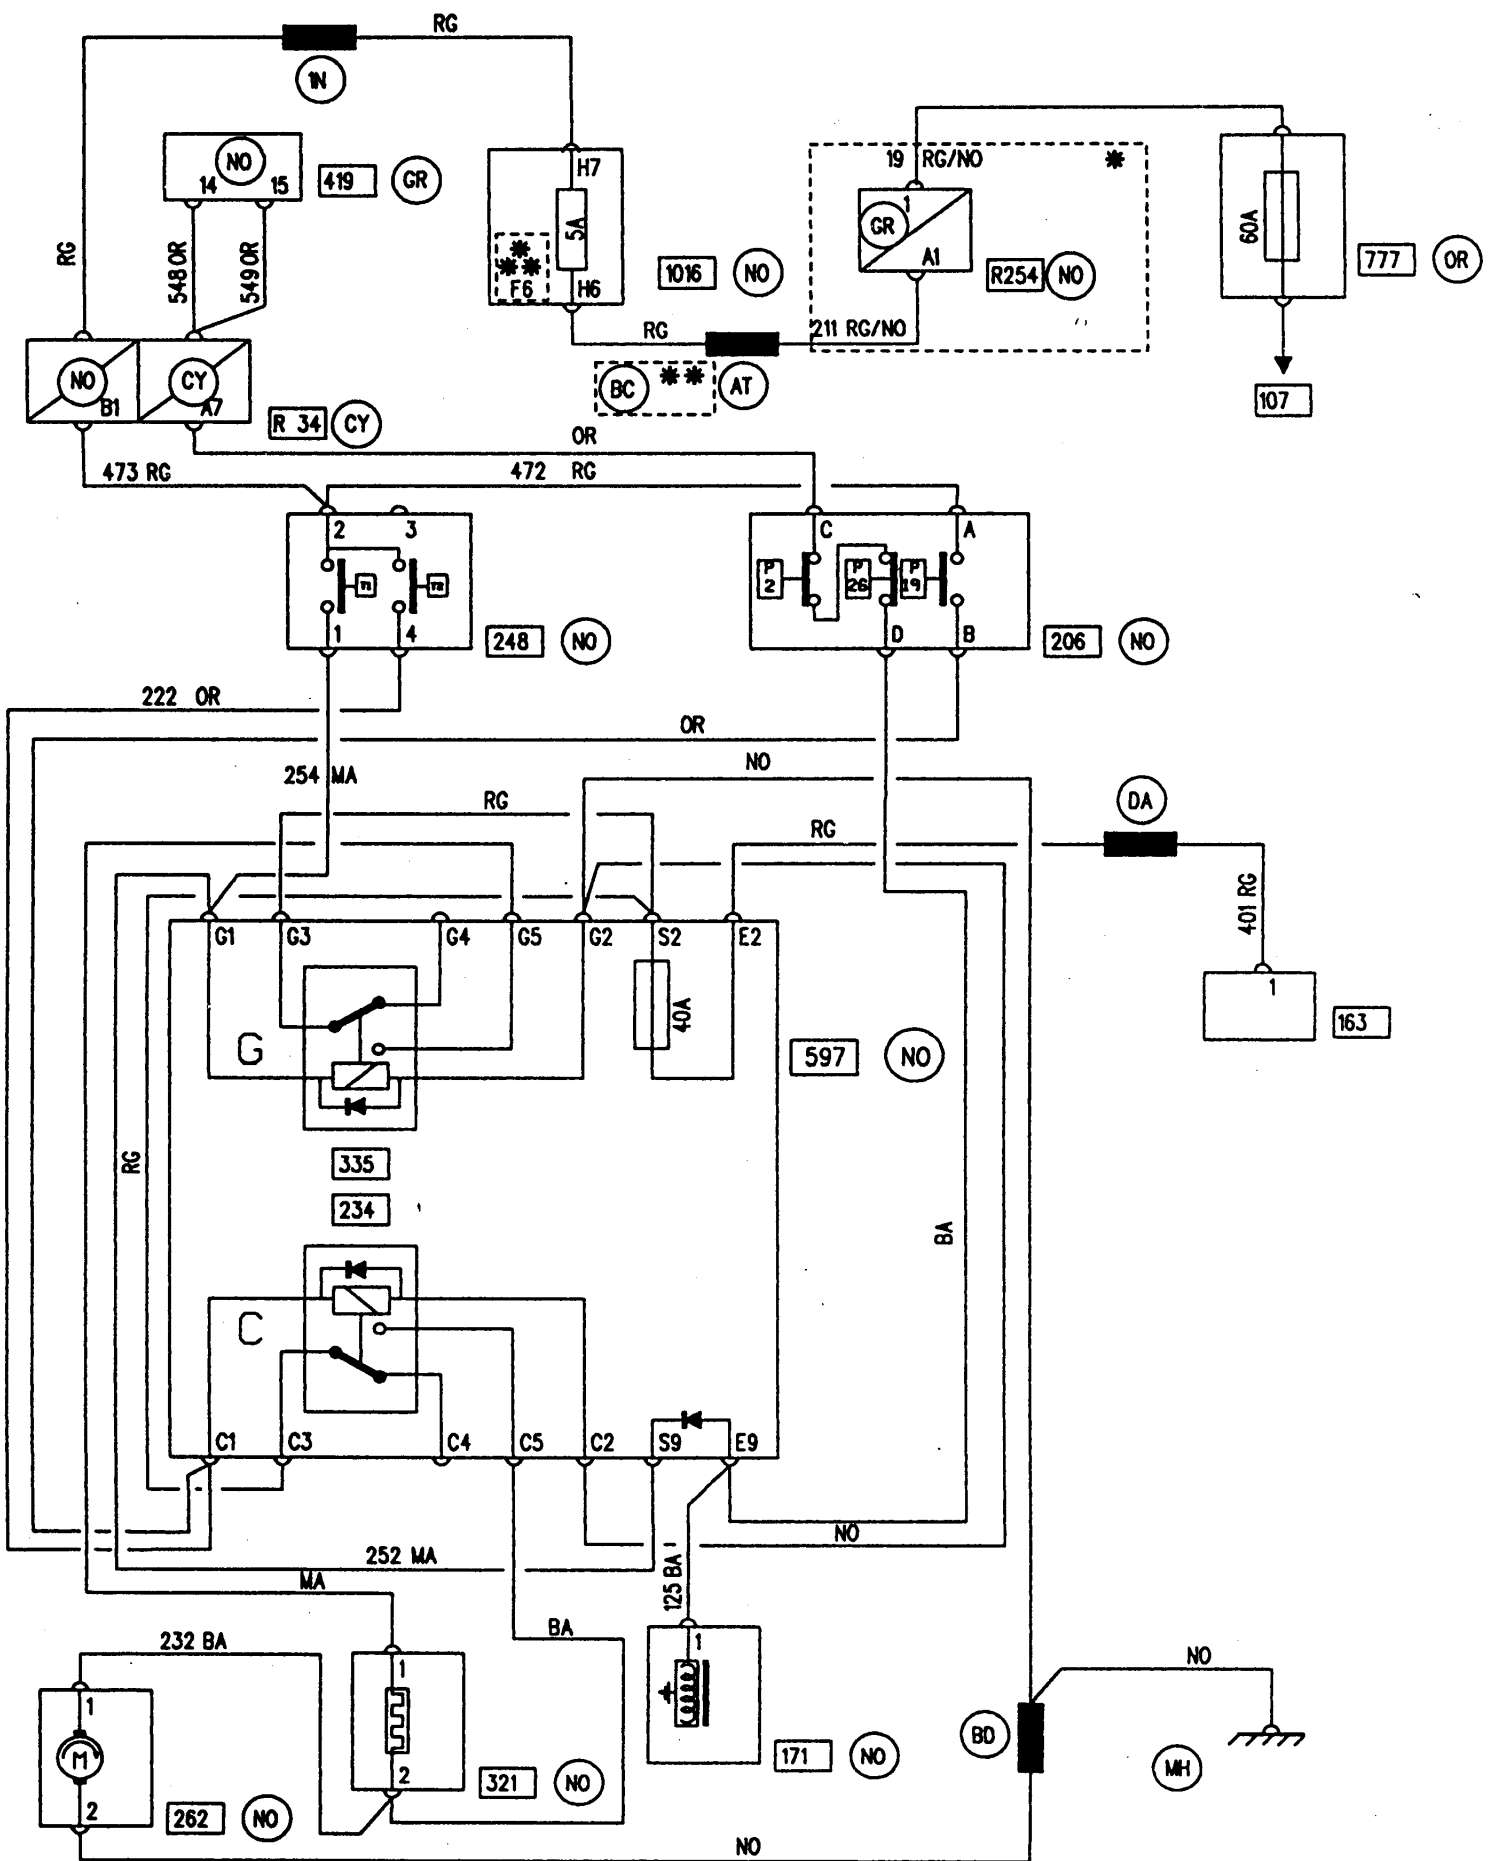 RG
1N
NO
14 15
419
GR
RG
548 OR
549 OR
H7
5A
✱
✱✱
F6
H6
1016
NO
19 RG/NO
✱
1
GR
A1
R254
NO
60A
777
OR
107
RG
211 RG/NO
BC
✱✱
AT
NO
B1
CY
A7
R 34
CY
OR
473 RG
472 RG
2 3
T1
T2
1 4
248
NO
C A
P 2
P 26
P 19
D B
206
NO
222 OR
OR
254 MA
NO
RG
RG
DA
401 RG
1
163
G1 G3 G4 G5 G2 S2 E2
G
40A
597
NO
335
234
RG
BA
C
C1 C3 C4 C5 C2 S9 E9
NO
252 MA
125 BA
MA
BA
232 BA
1
M
2
262
NO
1
2
321
NO
1
171
NO
BD
NO
MH
NO